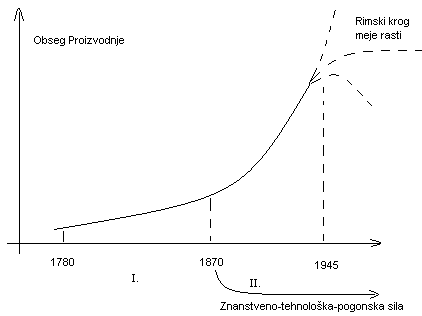 Obseg Proizvodnje
Rimski krog
meje rasti
1780
1870
1945
I.
II.
Znanstveno-tehnološka-pogonska sila